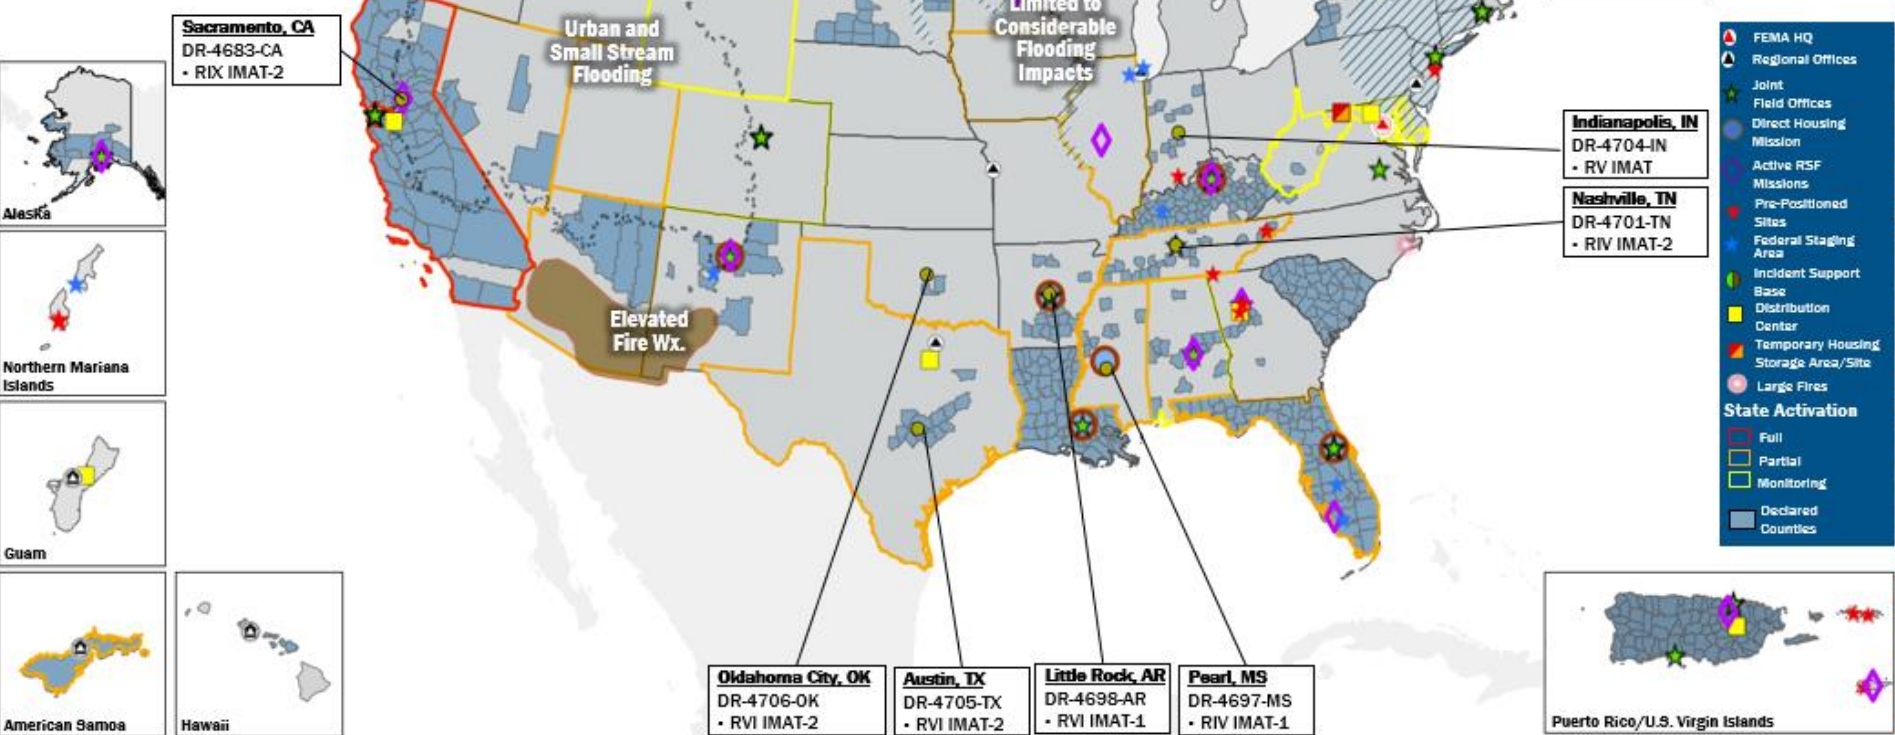 Sacramento, CA
DR-4683-CA
• RIX IMAT-2
Urban and
Small Stream
Flooding
Limited to
Considerable
Flooding
Impacts
Elevated
Fire Wx.
Alaska
Northern Mariana
Islands
Guam
American Samoa
Hawaii
Indianapolis, IN
DR-4704-IN
• RV IMAT
Nashville, TN
DR-4701-TN
• RIV IMAT-2
Oklahoma City, OK
DR-4706-OK
• RVI IMAT-2
Austin, TX
DR-4705-TX
• RVI IMAT-2
Little Rock, AR
DR-4698-AR
• RVI IMAT-1
Pearl, MS
DR-4697-MS
• RIV IMAT-1
Puerto Rico/U.S. Virgin Islands
FEMA HQ
Regional Offices
Joint
Field Offices
Direct Housing
Mission
Active RSF
Missions
Pre-Positioned
Sites
Federal Staging
Area
Incident Support
Base
Distribution
Center
Temporary Housing
Storage Area/Site
Large Fires
State Activation
Full
Partial
Monitoring
Declared
Counties